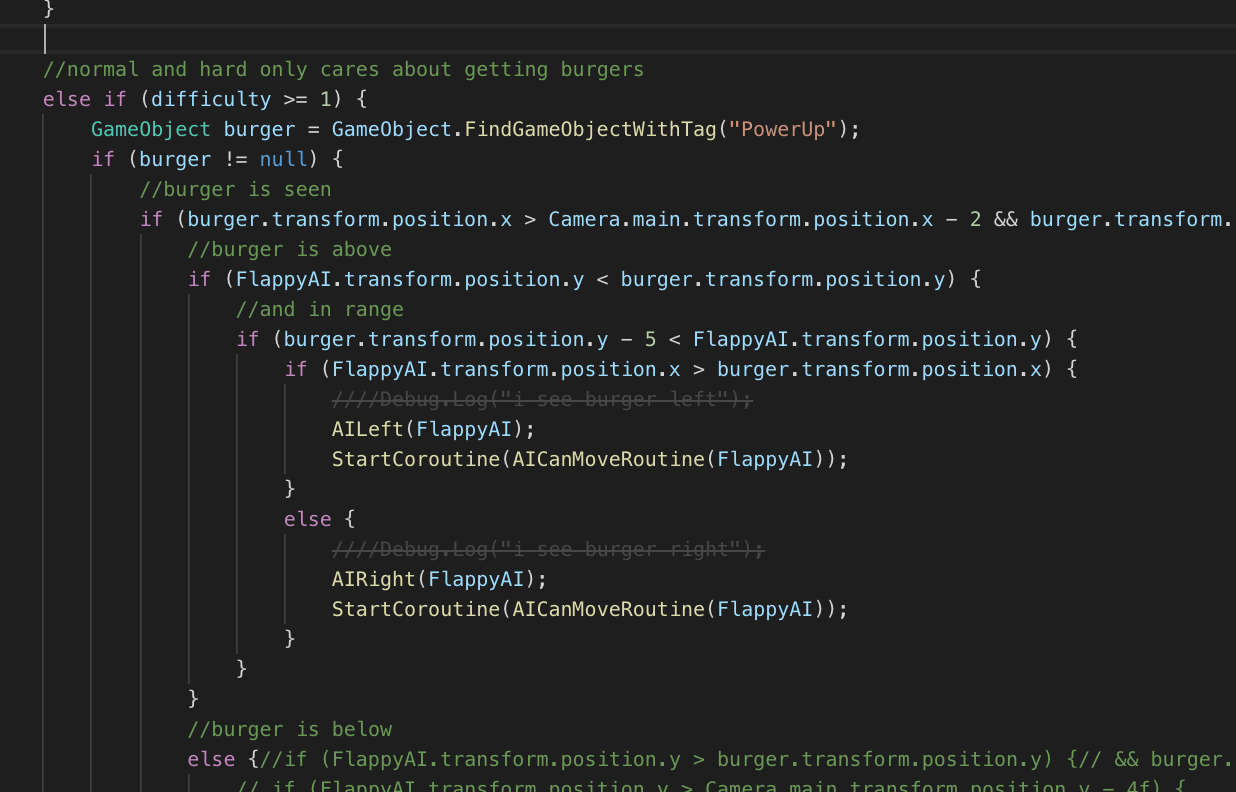 }
//normal and hard only cares about getting burgers
else if (difficulty >= 1) {
GameObject burger = GameObject.FindGameObjectWithTag("PowerUp");
if (burger != null) {
//burger is seen
if (burger.transform.position.x > Camera.main.transform.position.x - 2 && burger.transform.
//burger is above
if (FlappyAI.transform.position.y < burger.transform.position.y) {
//and in range
if (burger.transform.position.y - 5 < FlappyAI.transform.position.y) {
if (FlappyAI.transform.position.x > burger.transform.position.x) {
////Debug.Log("i see burger left");
AILeft(FlappyAI);
StartCoroutine(AICanMoveRoutine(FlappyAI));
}
else {
////Debug.Log("i see burger right");
AIRight(FlappyAI);
StartCoroutine(AICanMoveRoutine(FlappyAI));
}
}
}
//burger is below
else {//if (FlappyAI.transform.position.y > burger.transform.position.y) {// && burger.
// if (FlappyAI.transform.position.y > Camera.main.transform.position.y - 4f) {